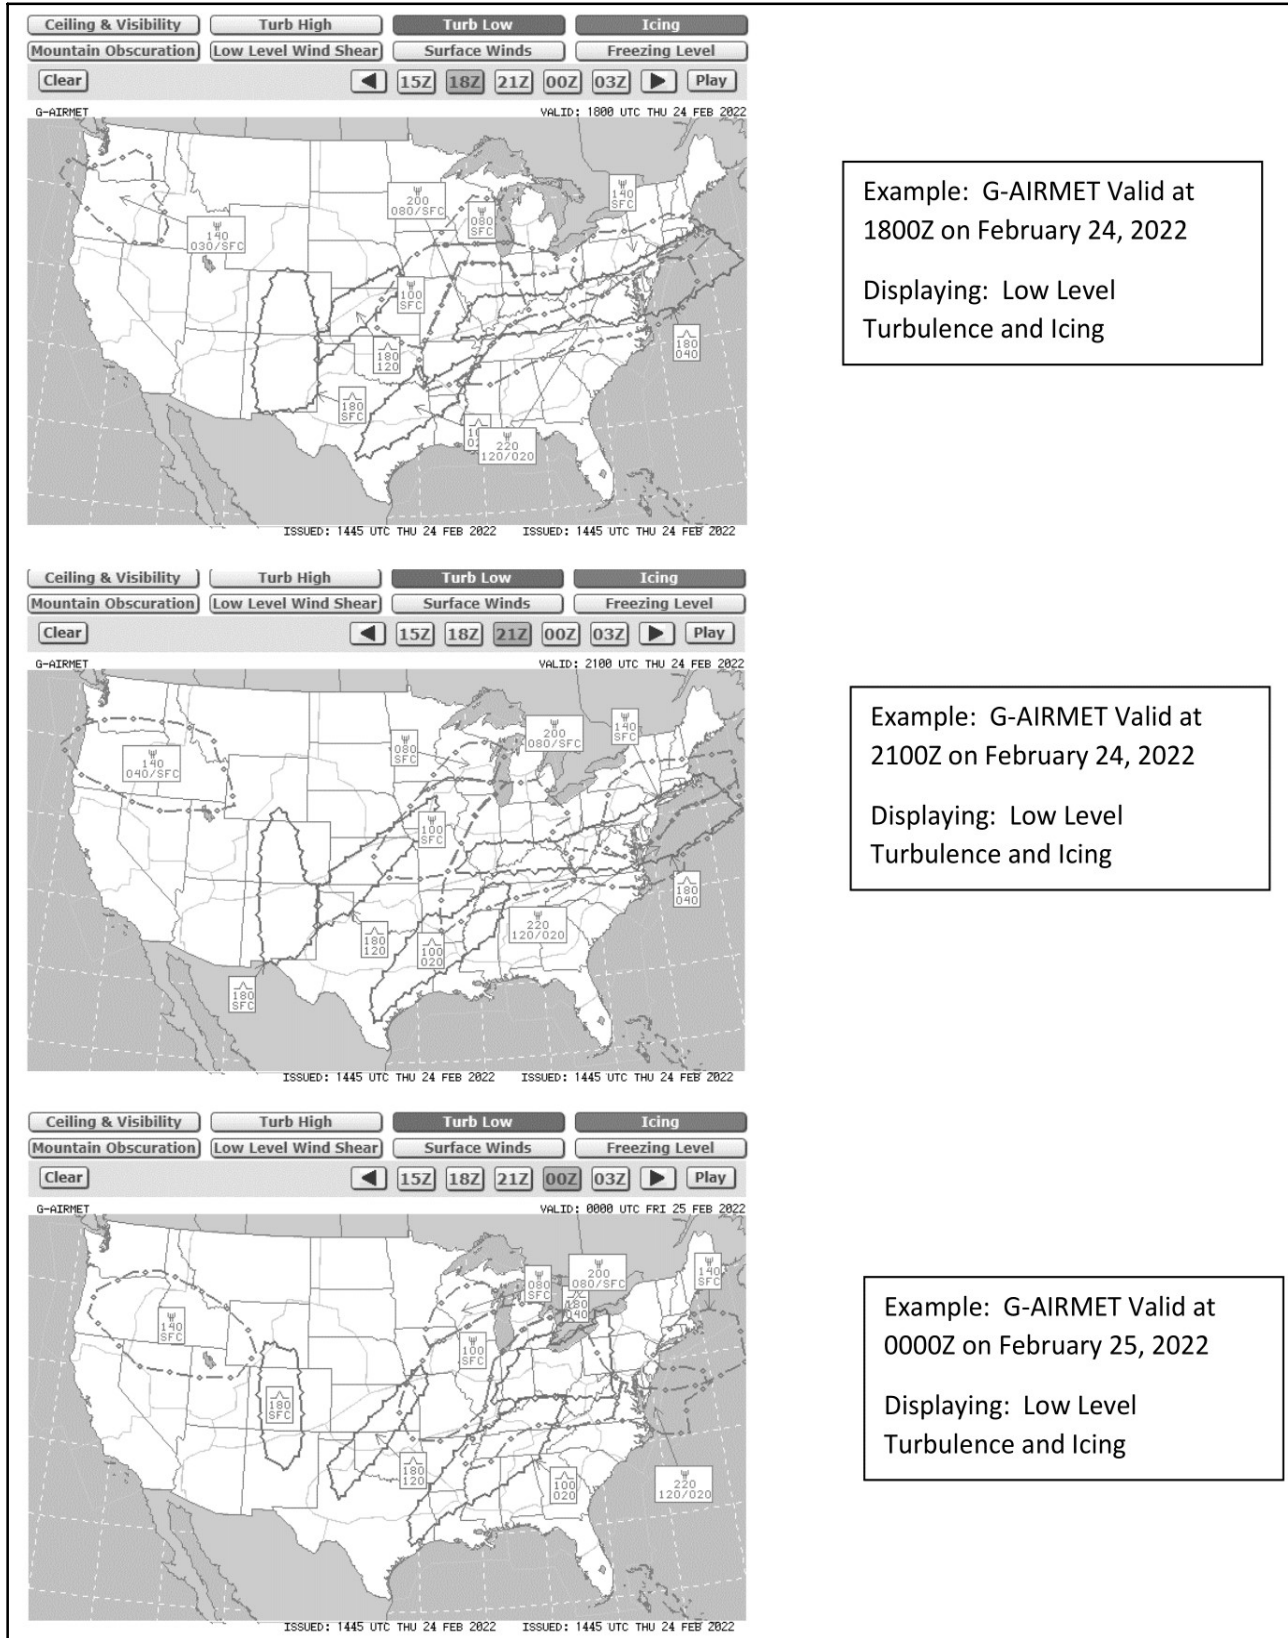 Ceiling & Visibility Turb High Turb Low Icing
Mountain Obscuration Low Level Wind Shear Surface Winds Freezing Level
Clear 15Z 18Z 21Z 00Z 03Z Play
G-AIRMET VALID: 1800 UTC THU 24 FEB 2022
200
080/SFC
080
SFC
140
SFC
140
030/SFC
100
SFC
180
120
180
040
180
SFC
220
120/020
ISSUED: 1445 UTC THU 24 FEB 2022 ISSUED: 1445 UTC THU 24 FEB 2022
Example: G-AIRMET Valid at
1800Z on February 24, 2022
Displaying: Low Level
Turbulence and Icing
Ceiling & Visibility Turb High Turb Low Icing
Mountain Obscuration Low Level Wind Shear Surface Winds Freezing Level
Clear 15Z 18Z 21Z 00Z 03Z Play
G-AIRMET VALID: 2100 UTC THU 24 FEB 2022
080
SFC
200
080/SFC
140
SFC
140
040/SFC
100
SFC
180
040
220
120/020
180
120
100
020
180
SFC
ISSUED: 1445 UTC THU 24 FEB 2022 ISSUED: 1445 UTC THU 24 FEB 2022
Example: G-AIRMET Valid at
2100Z on February 24, 2022
Displaying: Low Level
Turbulence and Icing
Ceiling & Visibility Turb High Turb Low Icing
Mountain Obscuration Low Level Wind Shear Surface Winds Freezing Level
Clear 15Z 18Z 21Z 00Z 03Z Play
G-AIRMET VALID: 0000 UTC FRI 25 FEB 2022
080
SFC
200
080/SFC
140
SFC
180
040
140
SFC
100
SFC
180
SFC
180
120
100
020
220
120/020
ISSUED: 1445 UTC THU 24 FEB 2022 ISSUED: 1445 UTC THU 24 FEB 2022
Example: G-AIRMET Valid at
0000Z on February 25, 2022
Displaying: Low Level
Turbulence and Icing